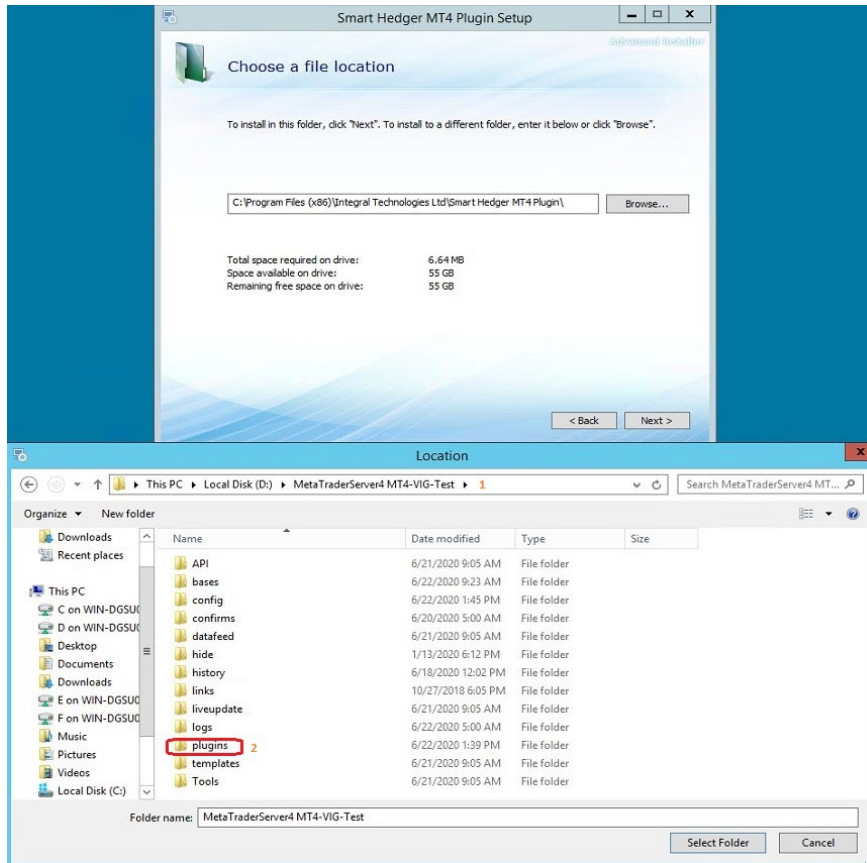 Smart Hedger MT4 Plugin Setup
Advanced Installer
Choose a file location
To install in this folder, click "Next". To install to a different folder, enter it below or click "Browse".
C:\Program Files (x86)\Integral Technologies Ltd\Smart Hedger MT4 Plugin\ Browse...
Total space required on drive: 6.64 MB
Space available on drive: 55 GB
Remaining free space on drive: 55 GB
< Back Next >
Location
This PC Local Disk (D:) MetaTraderServer4 MT4-VIG-Test 1 Search MetaTraderServer4 MT...
Organize New folder
Downloads Name Date modified Type Size
Recent places API 6/21/2020 9:05 AM File folder
bases 6/22/2020 9:23 AM File folder
This PC config 6/22/2020 1:45 PM File folder
C on WIN-DGSU0 confirms 6/20/2020 5:00 AM File folder
D on WIN-DGSU0 datafeed 6/21/2020 9:05 AM File folder
Desktop hide 1/13/2020 6:12 PM File folder
Documents history 6/18/2020 12:02 PM File folder
Downloads links 10/27/2018 6:05 PM File folder
E on WIN-DGSU0 liveupdate 6/21/2020 9:05 AM File folder
F on WIN-DGSU0 logs 6/22/2020 5:00 AM File folder
Music plugins 2 6/22/2020 1:39 PM File folder
Pictures templates 6/21/2020 9:05 AM File folder
Videos Tools 6/21/2020 9:05 AM File folder
Local Disk (C:)
Folder name: MetaTraderServer4 MT4-VIG-Test
Select Folder Cancel